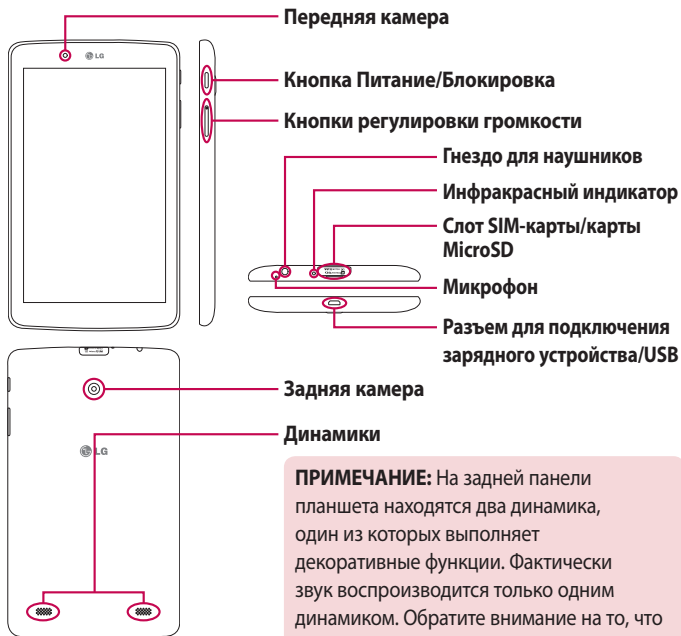 Передняя камера
LG
Кнопка Питание/Блокировка
Кнопки регулировки громкости
Гнездо для наушников
Инфракрасный индикатор
Слот SIM-карты/карты
MicroSD
Микрофон
Разъем для подключения
зарядного устройства/USB
Задняя камера
Динамики
LG
ПРИМЕЧАНИЕ: На задней панели
планшета находятся два динамика,
один из которых выполняет
декоративные функции. Фактически
звук воспроизводится только одним
динамиком. Обратите внимание на то, что